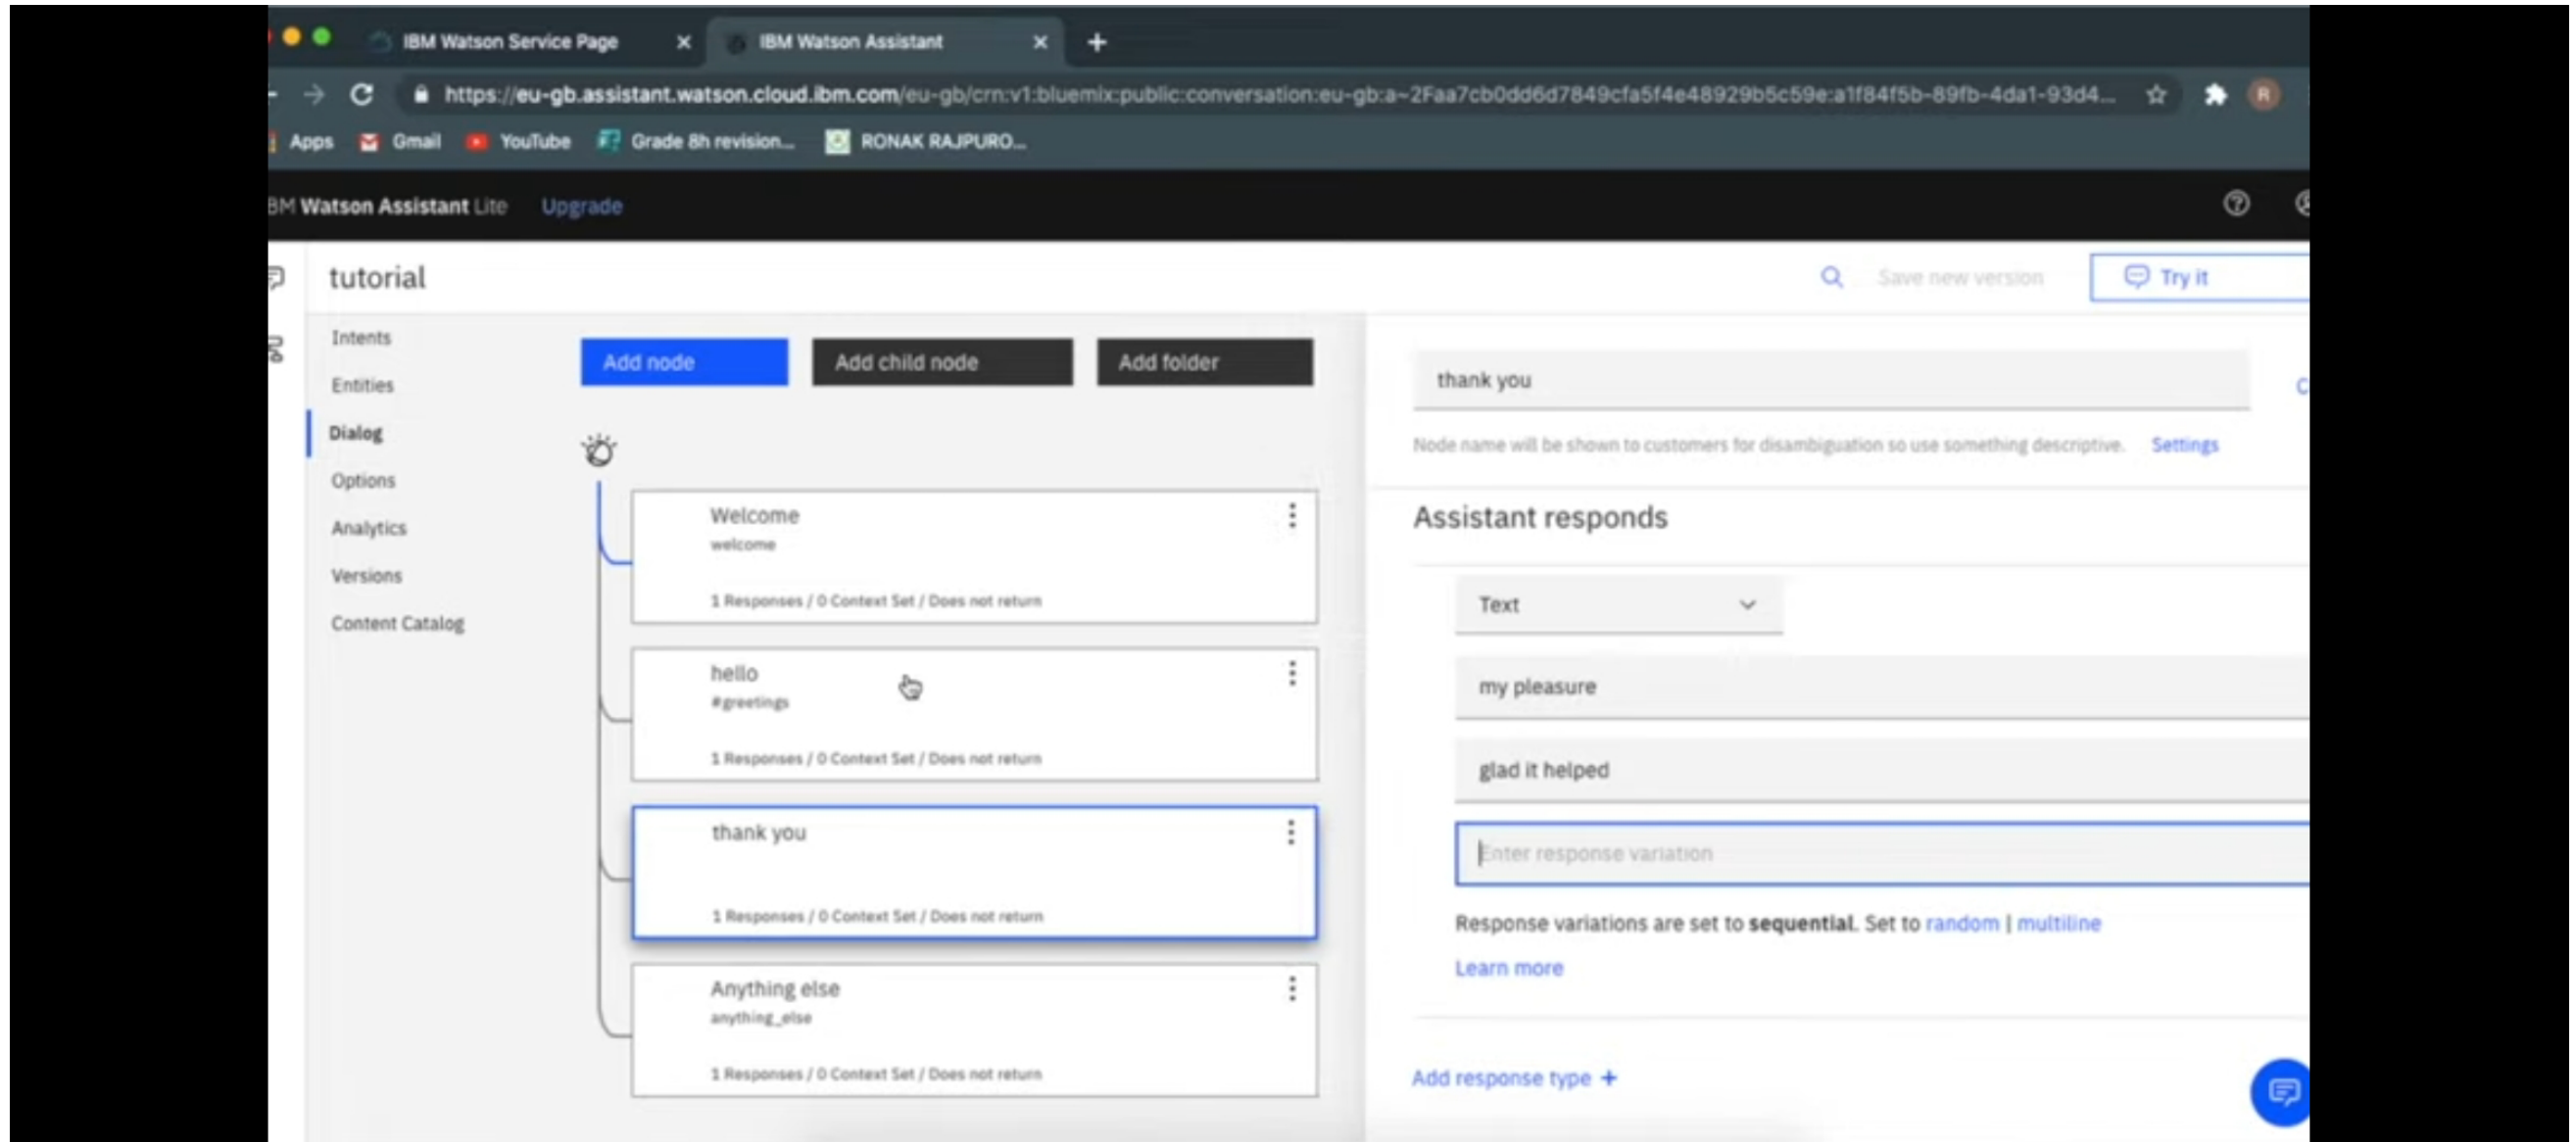 IBM Watson Service Page
IBM Watson Assistant
https://eu-gb.assistant.watson.cloud.ibm.com/eu-gb/crn:v1:bluemix:public:conversation:eu-gb:a~2Faa7cb0dd6d7849cfa5f4e48929b5c59e:a1f84f5b-89fb-4da1-93d4...
R
Apps
Gmail
YouTube
Grade 8h revision...
RONAK RAJPURO...
BM Watson Assistant Lite
Upgrade
tutorial
Save new version
Try it
Intents
Entities
Dialog
Options
Analytics
Versions
Content Catalog
Add node
Add child node
Add folder
Welcome
welcome
1 Responses / 0 Context Set / Does not return
hello
#greetings
1 Responses / 0 Context Set / Does not return
thank you
1 Responses / 0 Context Set / Does not return
Anything else
anything_else
1 Responses / 0 Context Set / Does not return
thank you
C
Node name will be shown to customers for disambiguation so use something descriptive. Settings
Assistant responds
Text
my pleasure
glad it helped
Enter response variation
Response variations are set to sequential. Set to random | multiline
Learn more
Add response type +